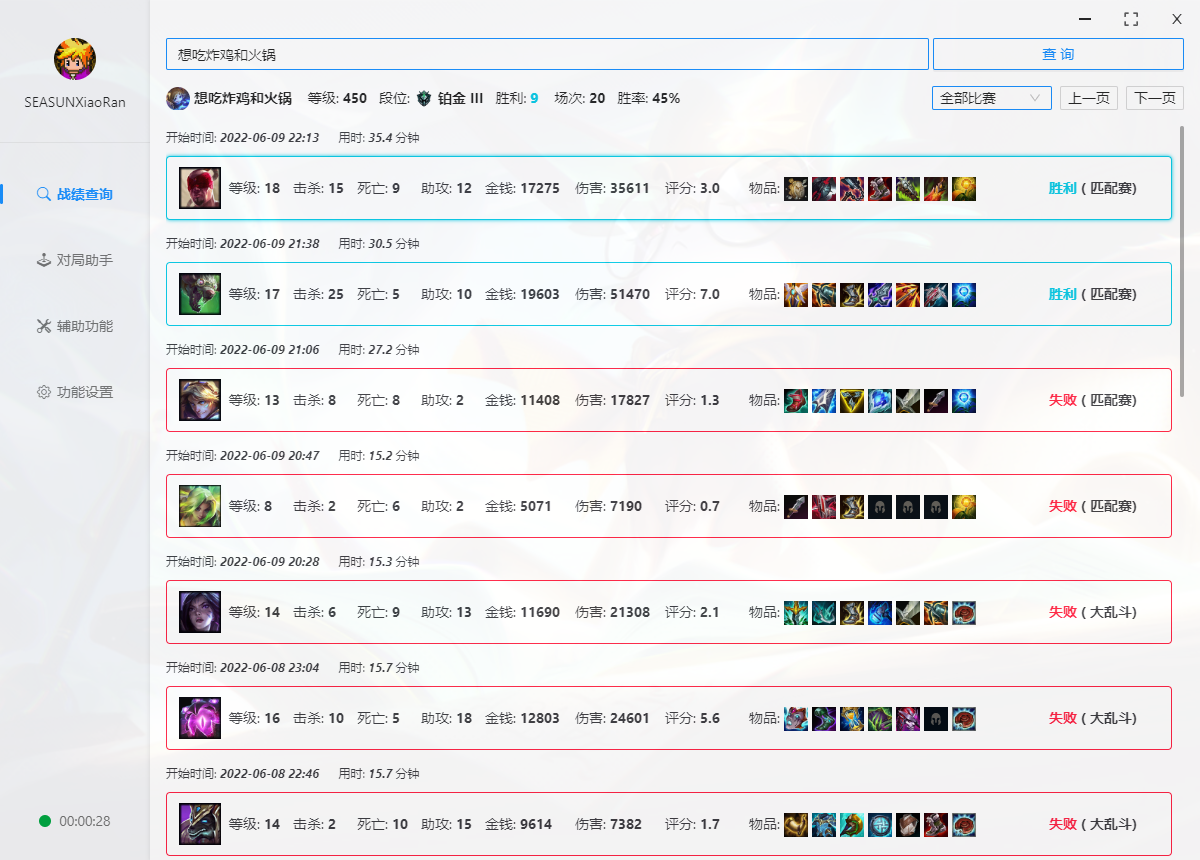 SEASUNXiaoRan
战绩查询
对局助手
辅助功能
功能设置
00:00:28
想吃炸鸡和火锅 查 询
想吃炸鸡和火锅 等级: 450 段位: 铂金 III 胜利: 9 场次: 20 胜率: 45% 全部比赛 上一页 下一页
开始时间: 2022-06-09 22:13 用时: 35.4 分钟
等级: 18 击杀: 15 死亡: 9 助攻: 12 金钱: 17275 伤害: 35611 评分: 3.0 物品: 胜利 ( 匹配赛)
开始时间: 2022-06-09 21:38 用时: 30.5 分钟
等级: 17 击杀: 25 死亡: 5 助攻: 10 金钱: 19603 伤害: 51470 评分: 7.0 物品: 胜利 ( 匹配赛)
开始时间: 2022-06-09 21:06 用时: 27.2 分钟
等级: 13 击杀: 8 死亡: 8 助攻: 2 金钱: 11408 伤害: 17827 评分: 1.3 物品: 失败 ( 匹配赛)
开始时间: 2022-06-09 20:47 用时: 15.2 分钟
等级: 8 击杀: 2 死亡: 6 助攻: 2 金钱: 5071 伤害: 7190 评分: 0.7 物品: 失败 ( 匹配赛)
开始时间: 2022-06-09 20:28 用时: 15.3 分钟
等级: 14 击杀: 6 死亡: 9 助攻: 13 金钱: 11690 伤害: 21308 评分: 2.1 物品: 失败 ( 大乱斗)
开始时间: 2022-06-08 23:04 用时: 15.7 分钟
等级: 16 击杀: 10 死亡: 5 助攻: 18 金钱: 12803 伤害: 24601 评分: 5.6 物品: 失败 ( 大乱斗)
开始时间: 2022-06-08 22:46 用时: 15.7 分钟
等级: 14 击杀: 2 死亡: 10 助攻: 15 金钱: 9614 伤害: 7382 评分: 1.7 物品: 失败 ( 大乱斗)